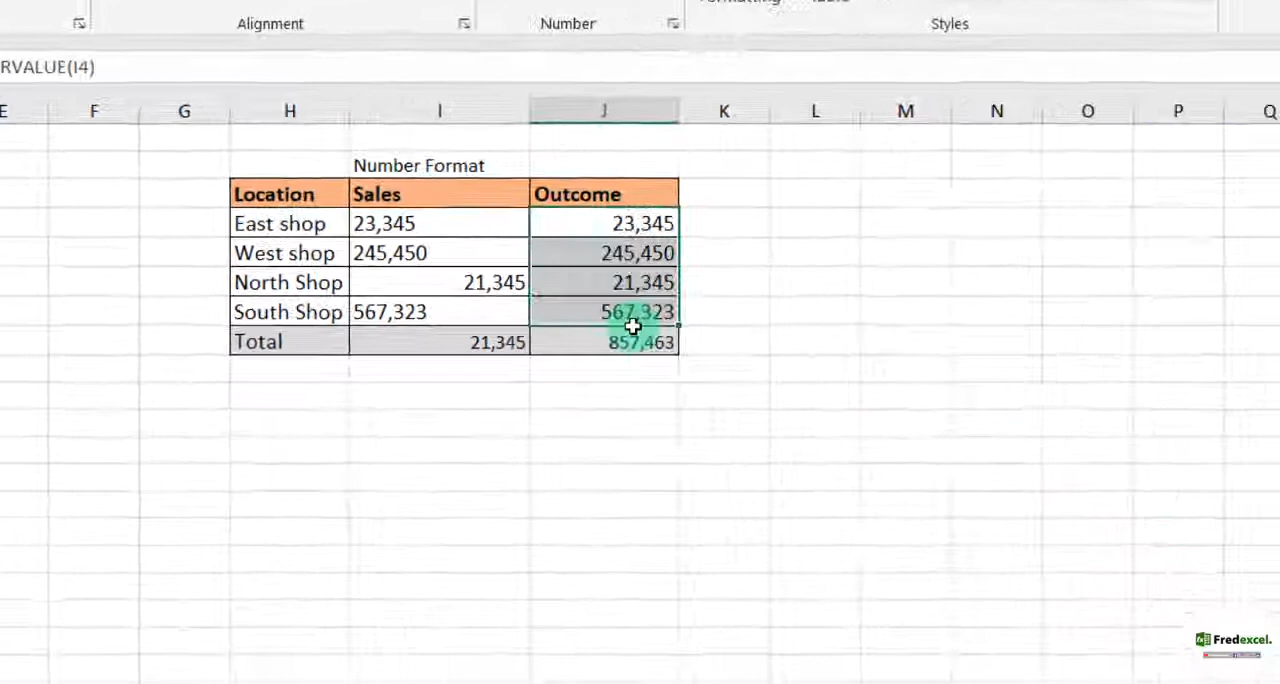 Alignment Number Styles
RVALUE(I4)
E F G H I J K L M N O P Q
Number Format
Location Sales Outcome
East shop 23,345 23,345
West shop 245,450 245,450
North Shop 21,345 21,345
South Shop 567,323 567,323
Total 21,345 857,463
Fredexcel.